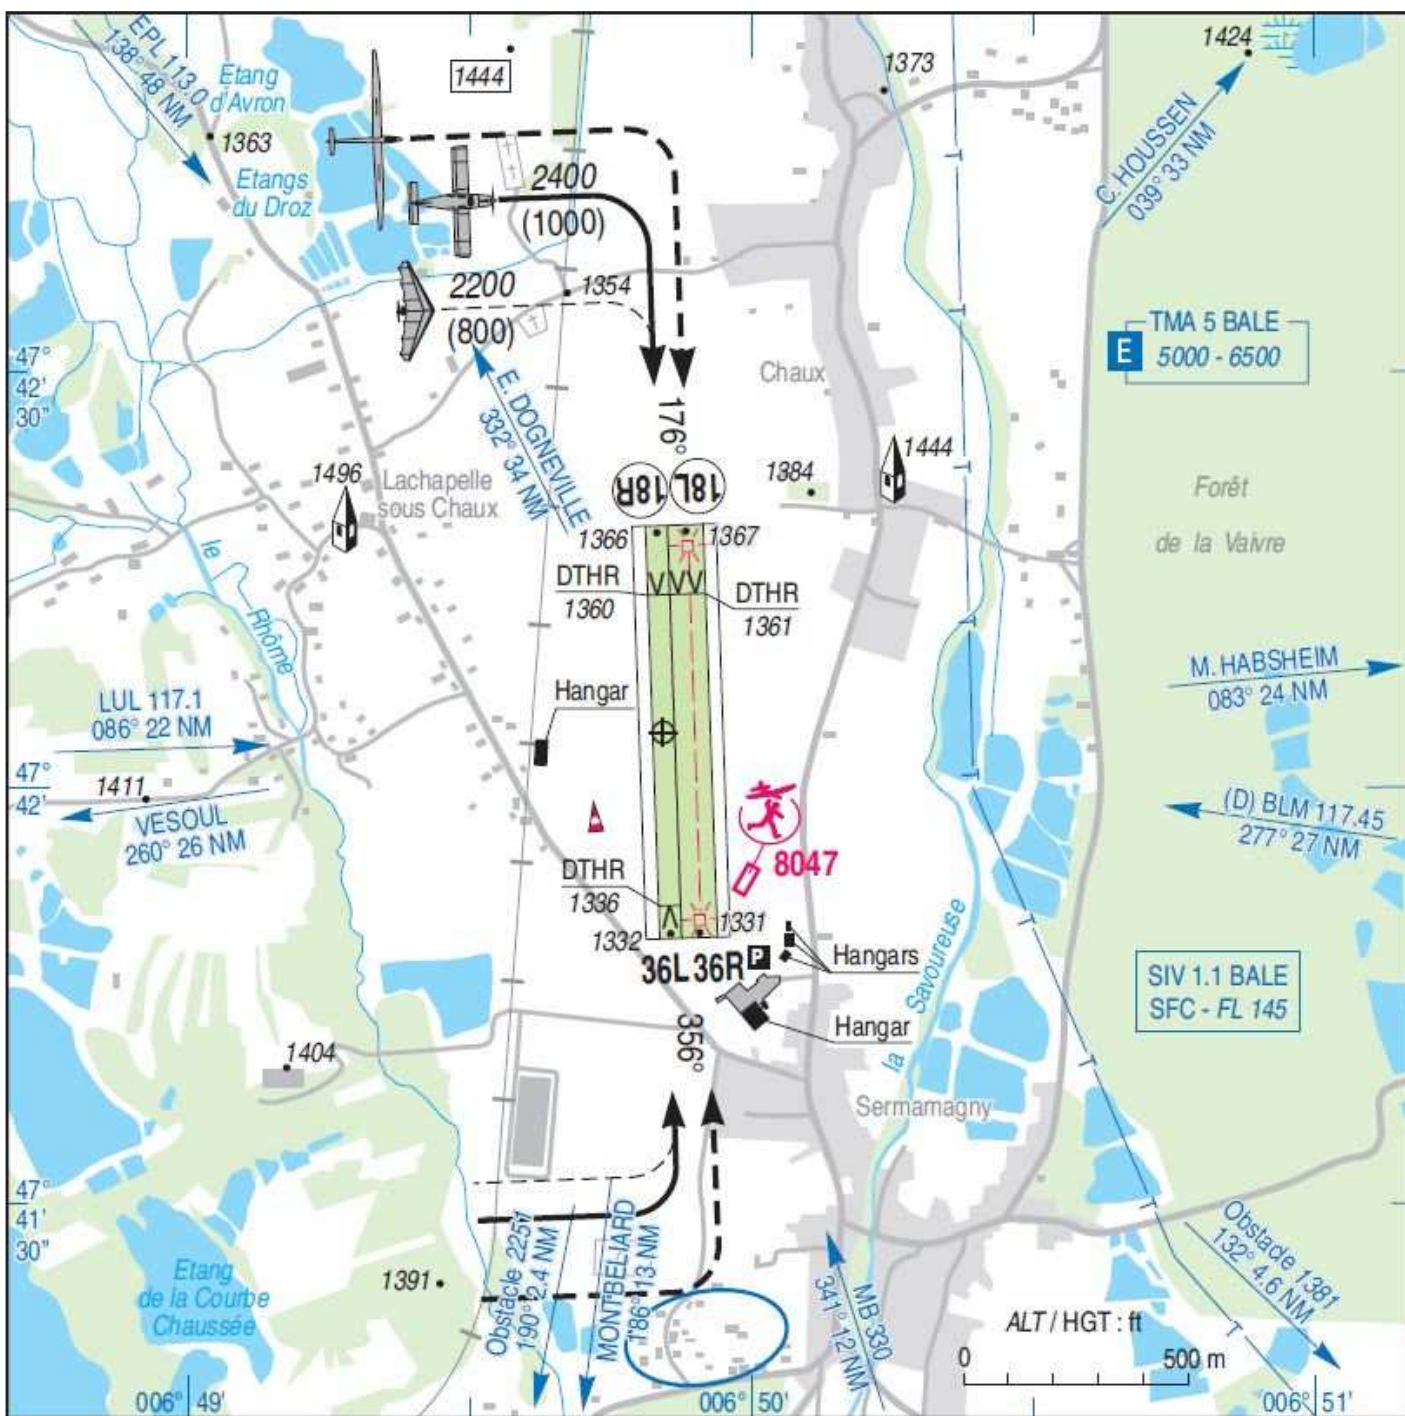 EPL 113.0
138° 48 NM
Etang
d'Avron
1363
Etangs
du Droz
1444
1373
1424
C. HOUSSEN
039° 33 NM
2400
(1000)
2200
(800)
1354
E. DOGNEVILLE
332° 34 NM
TMA 5 BALE
E
5000 - 6500
47°
42'
30"
Chaux
176°
18R
18L
1496
Lachapelle
sous Chaux
1384
1444
Forêt
de la Vaivre
1366
1367
DTHR
1360
DTHR
1361
le Rhôme
Hangar
M. HABSHEIM
083° 24 NM
LUL 117.1
086° 22 NM
47°
42'
1411
VESOUL
260° 26 NM
(D) BLM 117.45
277° 27 NM
8047
DTHR
1336
1332
1331
36L
36R
P
Hangars
Hangar
la Savoureuse
SIV 1.1 BALE
SFC - FL 145
356°
1404
Sermamagny
47°
41'
30"
Etang
de la Courbe
Chaussée
1391
Obstacle 2251
190° 2.4 NM
MONTBELIARD
186° 13 NM
MB 330
341° 12 NM
Obstacle 1381
132° 4.6 NM
ALT / HGT : ft
0
500 m
006° 49'
006° 50'
006° 51'